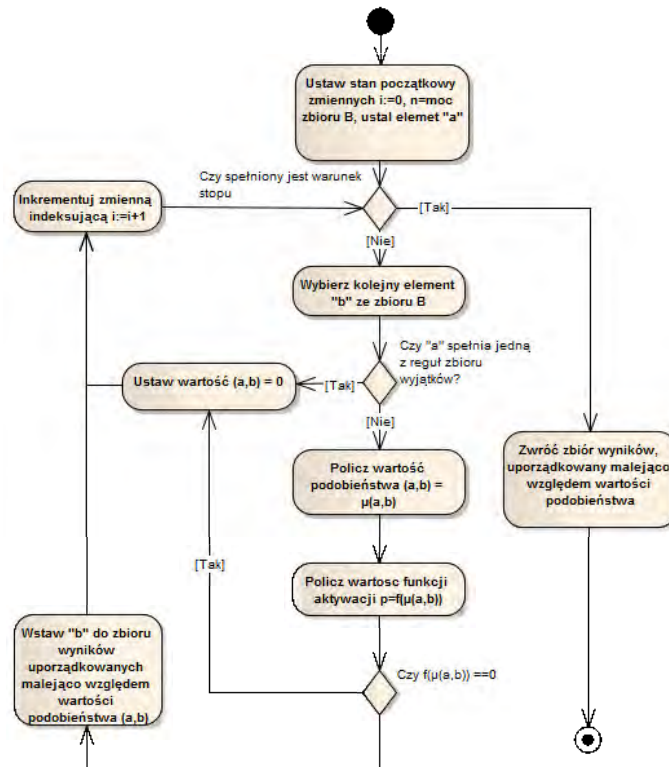 Ustaw stan początkowy
zmiennych i:=0, n=moc
zbioru B, ustal elemet "a"
Czy spełniony jest warunek
stopu
Inkrementuj zmienną
indeksującą i:=i+1
[Tak]
[Nie]
Wybierz kolejny element
"b" ze zbioru B
Czy "a" spełnia jedną
z reguł zbioru
wyjątków?
Ustaw wartość (a,b) = 0
[Tak]
[Nie]
Policz wartość
podobieństwa (a,b) =
μ(a,b)
Zwróć zbiór wyników,
uporządkowany malejąco
względem wartości
podobieństwa
[Tak]
Policz wartosc funkcji
aktywacji p=f(μ(a,b))
Wstaw "b" do zbioru
wyników
uporządkowanych
malejąco względem
wartości
podobieństwa (a,b)
Czy f(μ(a,b)) ==0